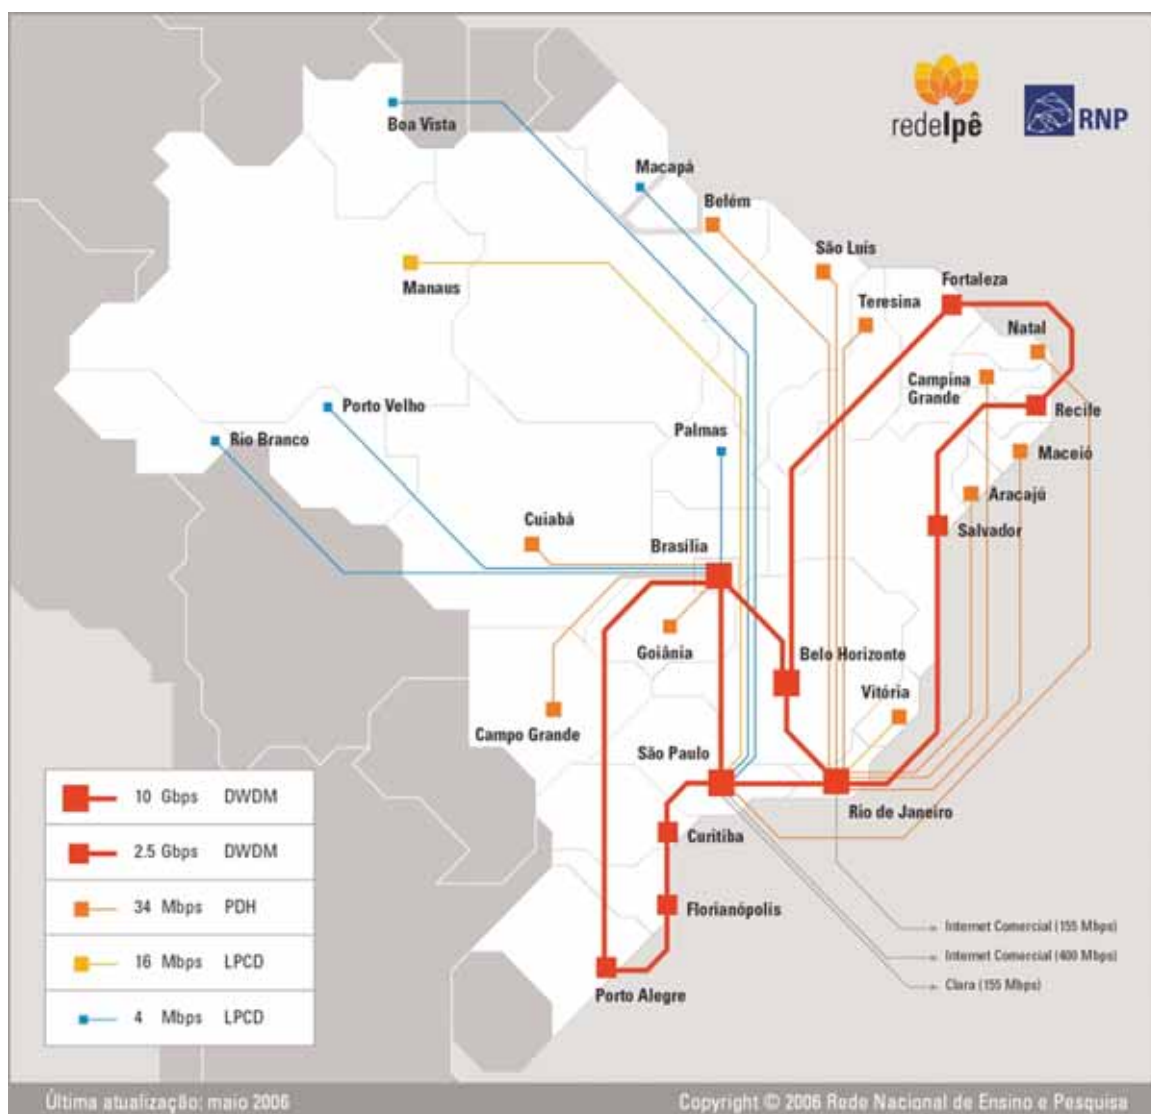 redeIpê
RNP
Boa Vista
Macapá
Belém
São Luís
Fortaleza
Manaus
Teresina
Natal
Campina
Grande
Recife
Porto Velho
Rio Branco
Palmas
Maceió
Aracajú
Cuiabá
Salvador
Brasília
Goiânia
Belo Horizonte
Vitória
Campo Grande
São Paulo
Rio de Janeiro
Curitiba
Florianópolis
Porto Alegre
10 Gbps DWDM
2.5 Gbps DWDM
34 Mbps PDH
16 Mbps LPCD
4 Mbps LPCD
Internet Comercial (155 Mbps)
Internet Comercial (400 Mbps)
Clara (155 Mbps)
Última atualização: maio 2006
Copyright © 2006 Rede Nacional de Ensino e Pesquisa